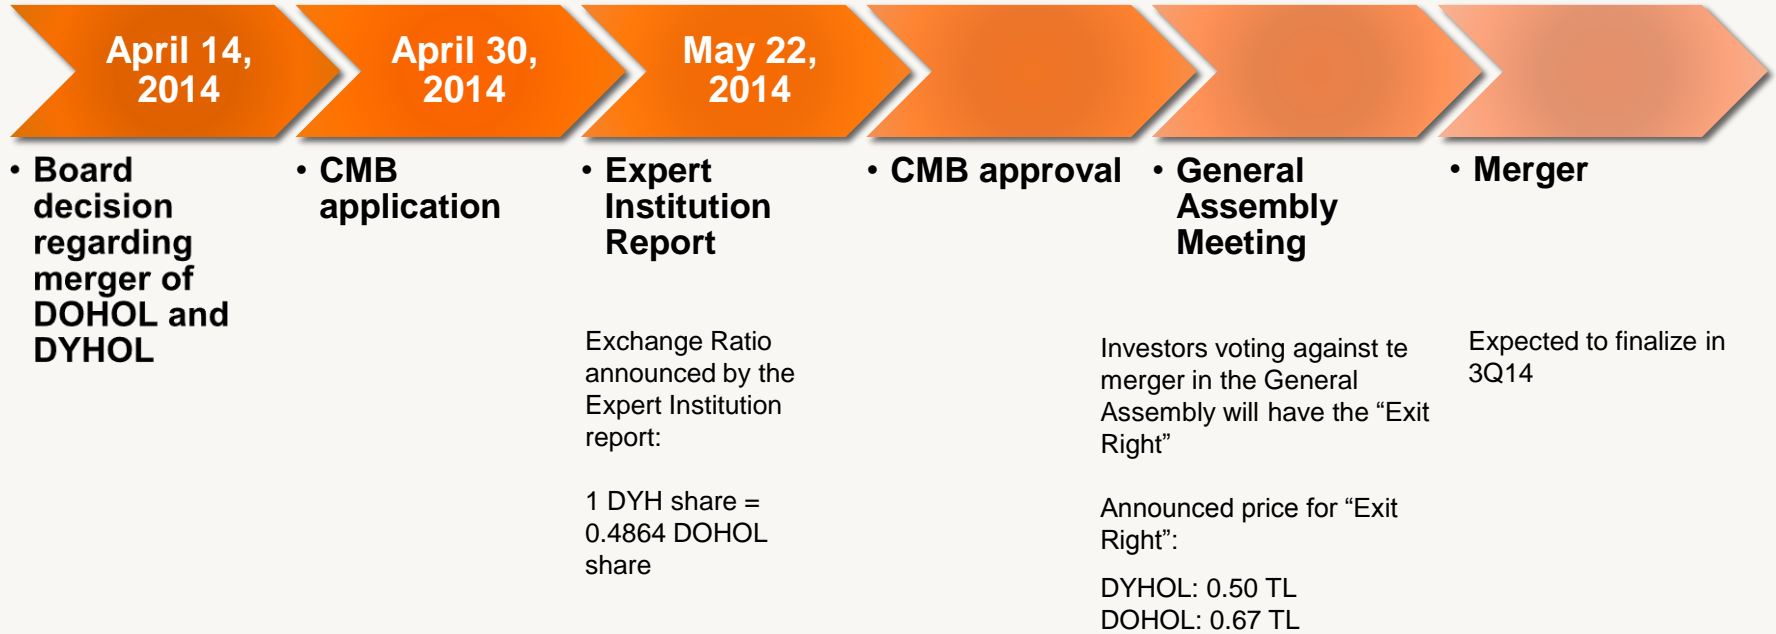 April 14,
2014
April 30,
2014
May 22,
2014
• Board
decision
regarding
merger of
DOHOL and
DYHOL
• CMB
application
• Expert
Institution
Report
Exchange Ratio
announced by the
Expert Institution
report:
1 DYH share =
0.4864 DOHOL
share
• CMB approval
• General
Assembly
Meeting
Investors voting against te
merger in the General
Assembly will have the “Exit
Right”
Announced price for “Exit
Right”:
DYHOL: 0.50 TL
DOHOL: 0.67 TL
• Merger
Expected to finalize in
3Q14